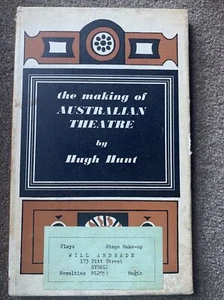 the making of
AUSTRALIAN
THEATRE
by
Hugh Hunt
Plays Stage Make-up
WILL ANDRADE
173 Pitt Street
SYDNEY
Novelties Magic